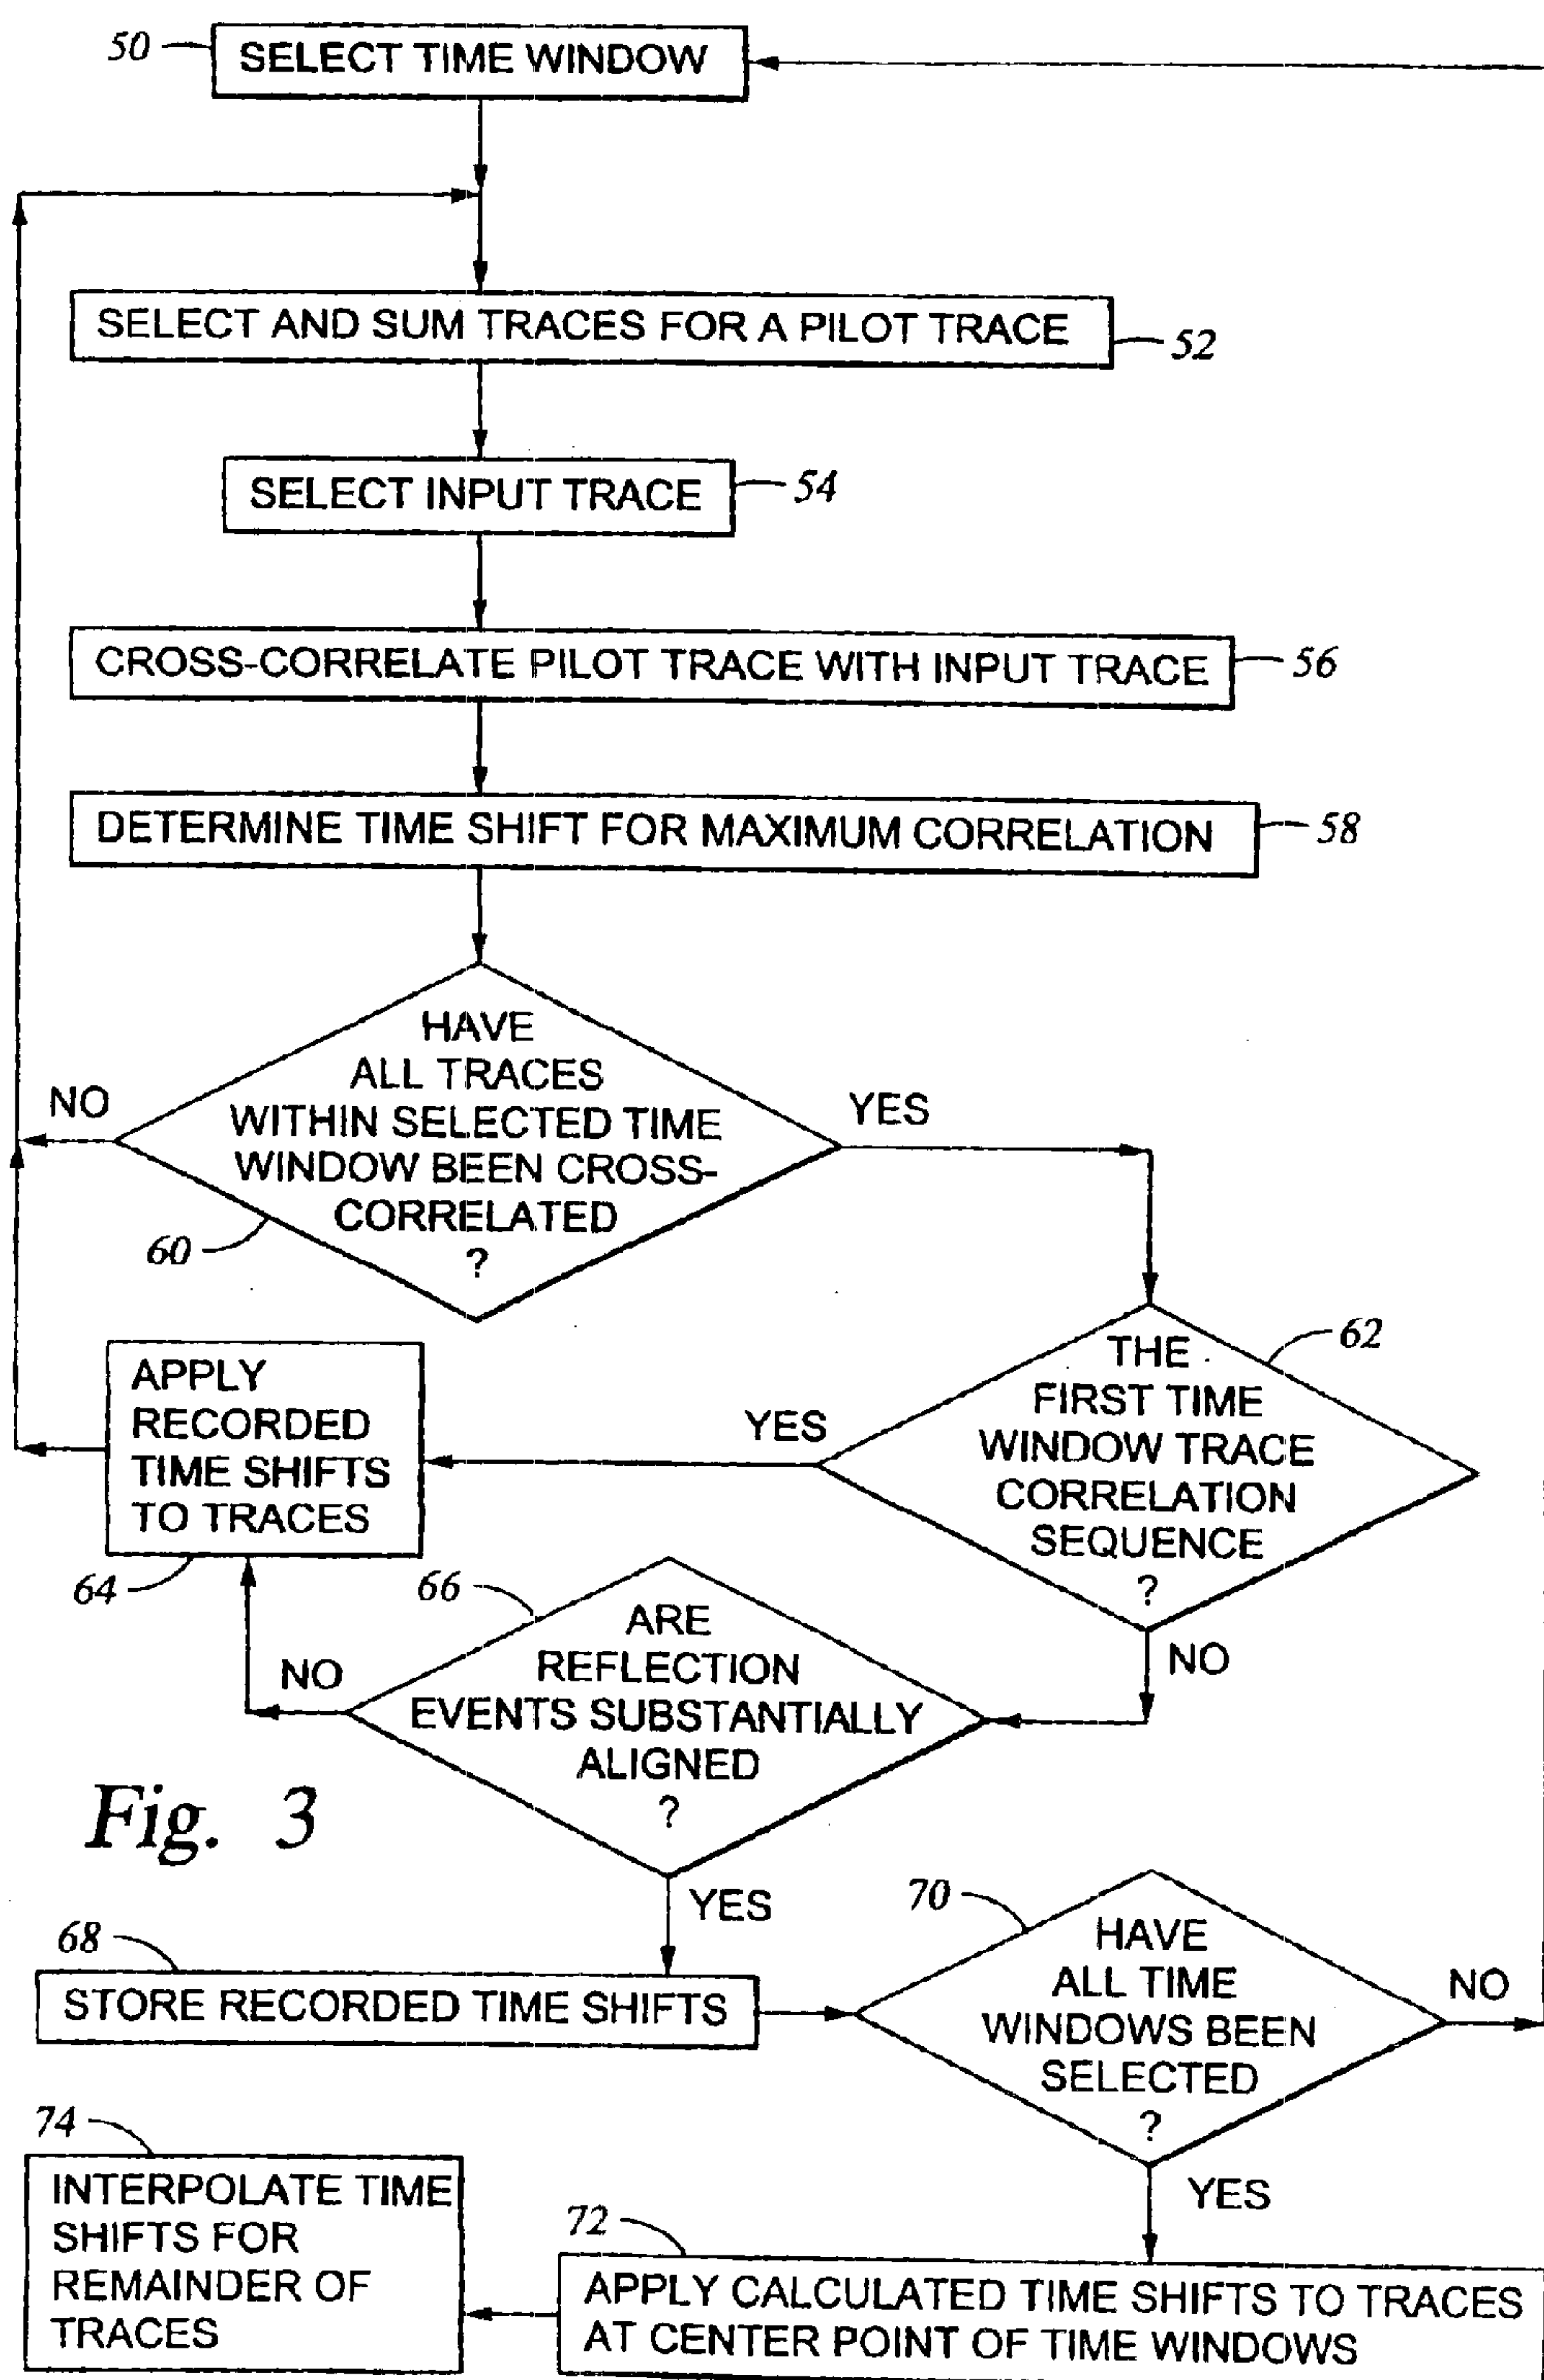 50
SELECT TIME WINDOW
SELECT AND SUM TRACES FOR A PILOT TRACE
52
SELECT INPUT TRACE
54
CROSS-CORRELATE PILOT TRACE WITH INPUT TRACE
56
DETERMINE TIME SHIFT FOR MAXIMUM CORRELATION
58
HAVE
ALL TRACES
WITHIN SELECTED TIME
WINDOW BEEN CROSS-
CORRELATED
?
NO
YES
60
THE
FIRST TIME
WINDOW TRACE
CORRELATION
SEQUENCE
?
62
YES
NO
APPLY
RECORDED
TIME SHIFTS
TO TRACES
64
66
ARE
REFLECTION
EVENTS SUBSTANTIALLY
ALIGNED
?
NO
YES
Fig. 3
68
STORE RECORDED TIME SHIFTS
70
HAVE
ALL TIME
WINDOWS BEEN
SELECTED
?
NO
YES
72
APPLY CALCULATED TIME SHIFTS TO TRACES
AT CENTER POINT OF TIME WINDOWS
74
INTERPOLATE TIME
SHIFTS FOR
REMAINDER OF
TRACES